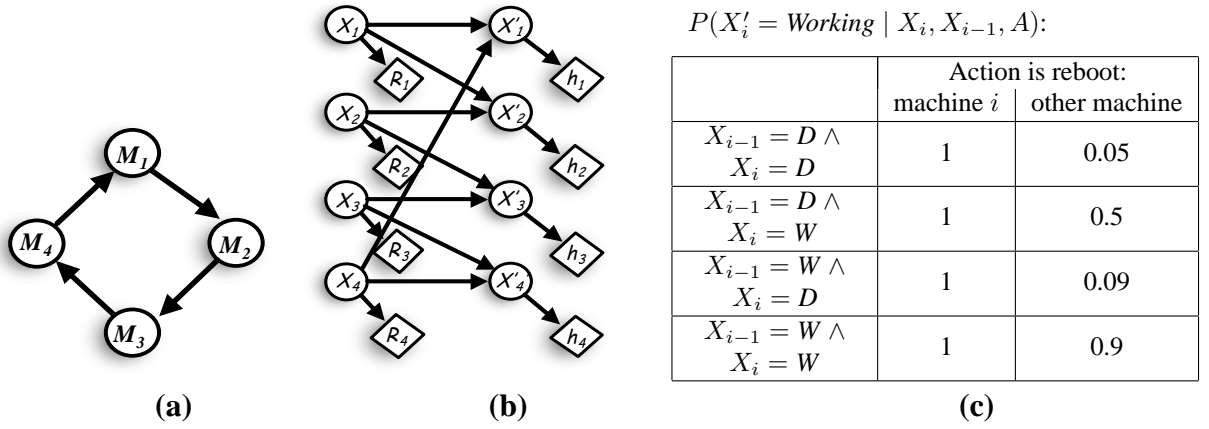 M₁
M₂
M₃
M₄
(a)
X₁
X'₁
R₁
h₁
X₂
X'₂
R₂
h₂
X₃
X'₃
R₃
h₃
X₄
X'₄
R₄
h₄
(b)
P(X'ᵢ = Working | Xᵢ, Xᵢ₋₁, A):
Action is reboot:
machine i other machine
Xᵢ₋₁ = D ∧
Xᵢ = D
1 0.05
Xᵢ₋₁ = D ∧
Xᵢ = W
1 0.5
Xᵢ₋₁ = W ∧
Xᵢ = D
1 0.09
Xᵢ₋₁ = W ∧
Xᵢ = W
1 0.9
(c)